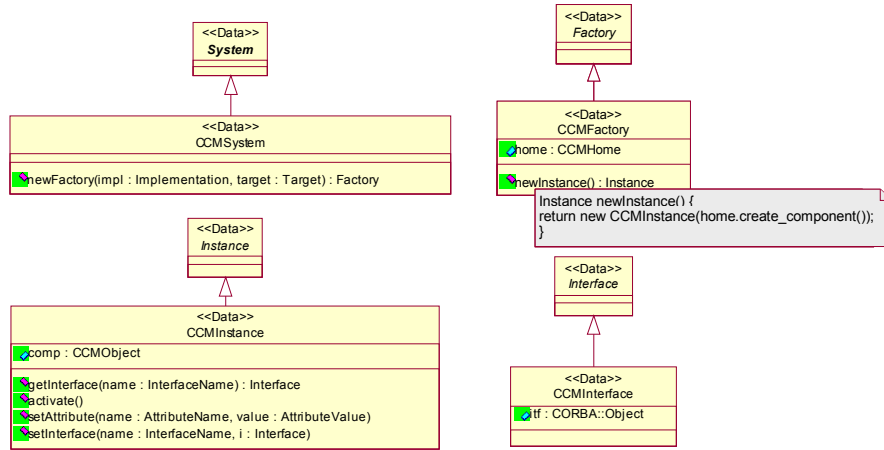 <<Data>>
System
<<Data>>
CCMSystem
newFactory(impl : Implementation, target : Target) : Factory
<<Data>>
Factory
<<Data>>
CCMFactory
home : CCMHome
newInstance() : Instance
Instance newInstance() {
return new CCMInstance(home.create_component());
}
<<Data>>
Instance
<<Data>>
CCMInstance
comp : CCMObject
getInterface(name : InterfaceName) : Interface
activate()
setAttribute(name : AttributeName, value : AttributeValue)
setInterface(name : InterfaceName, i : Interface)
<<Data>>
Interface
<<Data>>
CCMInterface
itf : CORBA::Object